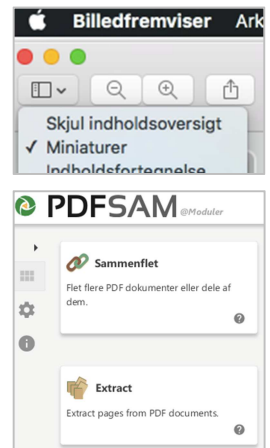 Billedfremviser Ark
Skjul indholdsoversigt
✓ Miniaturer
Indholdsfortegnelse
PDFSAM @Moduler
Sammenflet
Flet flere PDF dokumenter eller dele af
dem.
Extract
Extract pages from PDF documents.